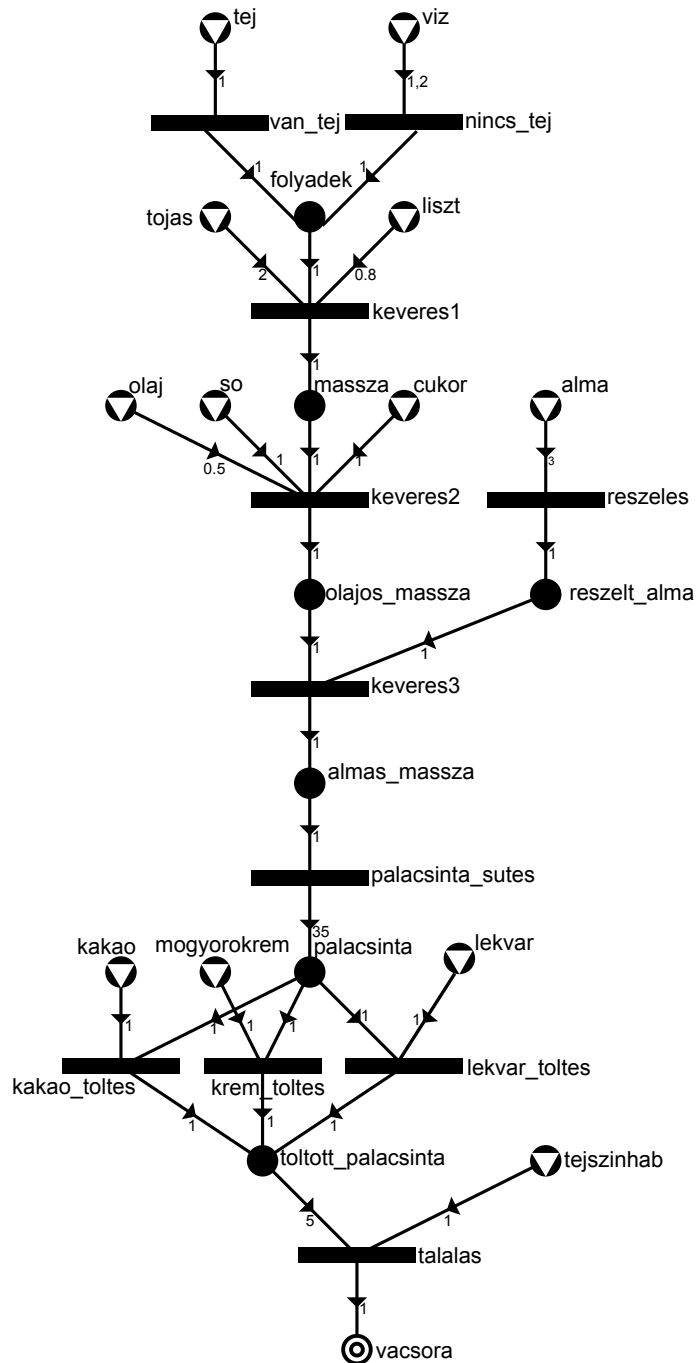 tej viz
1 1,2
van_tej nincs_tej
1 1
folyadek
tojas liszt
2 1 0.8
keveres1
1
olaj so massza cukor alma
0.5 1 1 1 3
keveres2 reszeles
1 1
olajos_massza reszelt_alma
1 1
keveres3
1
almas_massza
1
palacsinta_sutes
35
kakao mogyorokrem palacsinta lekvar
1 1 1 1 1 1
kakao_toltes krem_toltes lekvar_toltes
1 1 1
toltott_palacsinta tejszinhab
5 1
talalas
1
vacsora